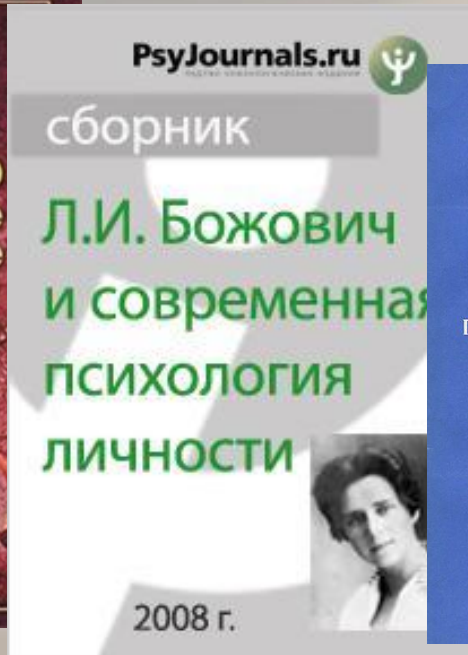 PsyJournals.ru
сборник
Л.И. Божович
и современная
психология
личности
2008 г.